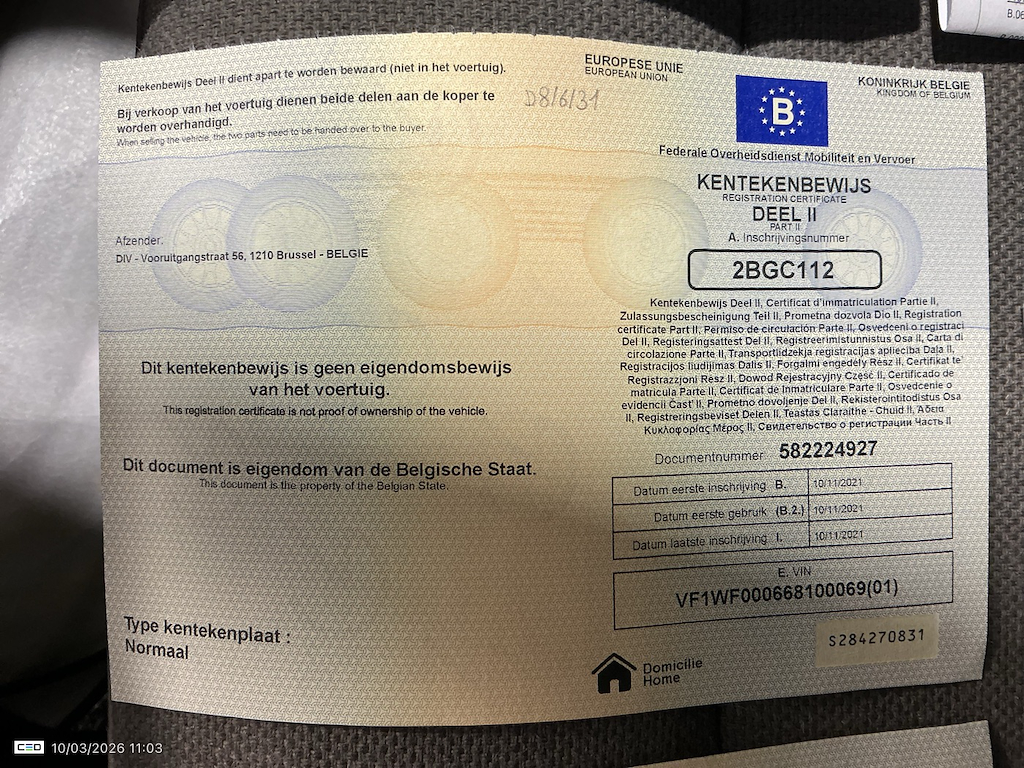 Kentekenbewijs Deel II dient apart te worden bewaard (niet in het voertuig).
Bij verkoop van het voertuig dienen beide delen aan de koper te
worden overhandigd.
When selling the vehicle, the two parts need to be handed over to the buyer.
D8/6/31
Afzender.
DIV - Vooruitgangstraat 56, 1210 Brussel - BELGIE
Dit kentekenbewijs is geen eigendomsbewijs
van het voertuig.
This registration certificate is not proof of ownership of the vehicle.
Dit document is eigendom van de Belgische Staat.
This document is the property of the Belgian State.
Type kentekenplaat :
Normaal
EUROPESE UNIE
EUROPEAN UNION
B
KONINKRIJK BELGIE
KINGDOM OF BELGIUM
Federale Overheidsdienst Mobiliteit en Vervoer
KENTEKENBEWIJS
REGISTRATION CERTIFICATE
DEEL II
PART II
A. Inschrijvingsnummer
2BGC112
Kentekenbewijs Deel II, Certificat d'immatriculation Partie II,
Zulassungsbescheinigung Teil II, Prometna dozvola Dio II, Registration
certificate Part II, Permiso de circulación Parte II, Osvedceni o registraci
Del II, Registeringsattest Del II, Registreerimistunnistus Osa II, Carta di
circolazione Parte II, Transportlidzekja registracijas aplieciba Dala II,
Registracijos liudijimas Dalis II, Forgalmi engedély Rész II, Certifikat te'
Registrazzjoni Resz II, Dowod Rejestracyjny Część II, Certificado de
matricula Parte II, Certificat de Inmatriculare Parte II, Osvedcenie o
evidencii Cast' II, Prometno dovoljenje Del II, Rekisterointitodistus Osa
II, Registreringsbeviset Delen II, Teastas Claraithe - Chuid II, Άδεια
Κυκλοφορίας Μέρος II, Свидетельство о регистрации Часть II
Documentnummer 582224927
Datum eerste inschrijving B. 10/11/2021
Datum eerste gebruik (B.2.) 10/11/2021
Datum laatste inschrijving I. 10/11/2021
E. VIN
VF1WF000668100069(01)
S284270831
Domicilie
Home
CEO 10/03/2026 11:03